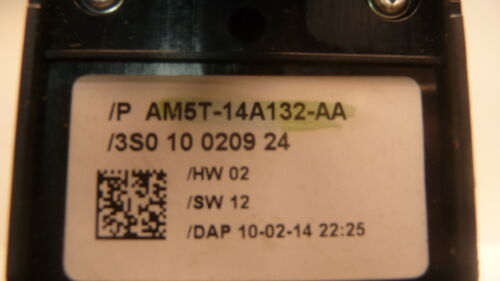 /P AM5T-14A132-AA
/3S0 10 0209 24
/HW 02
/SW 12
/DAP 10-02-14 22:25